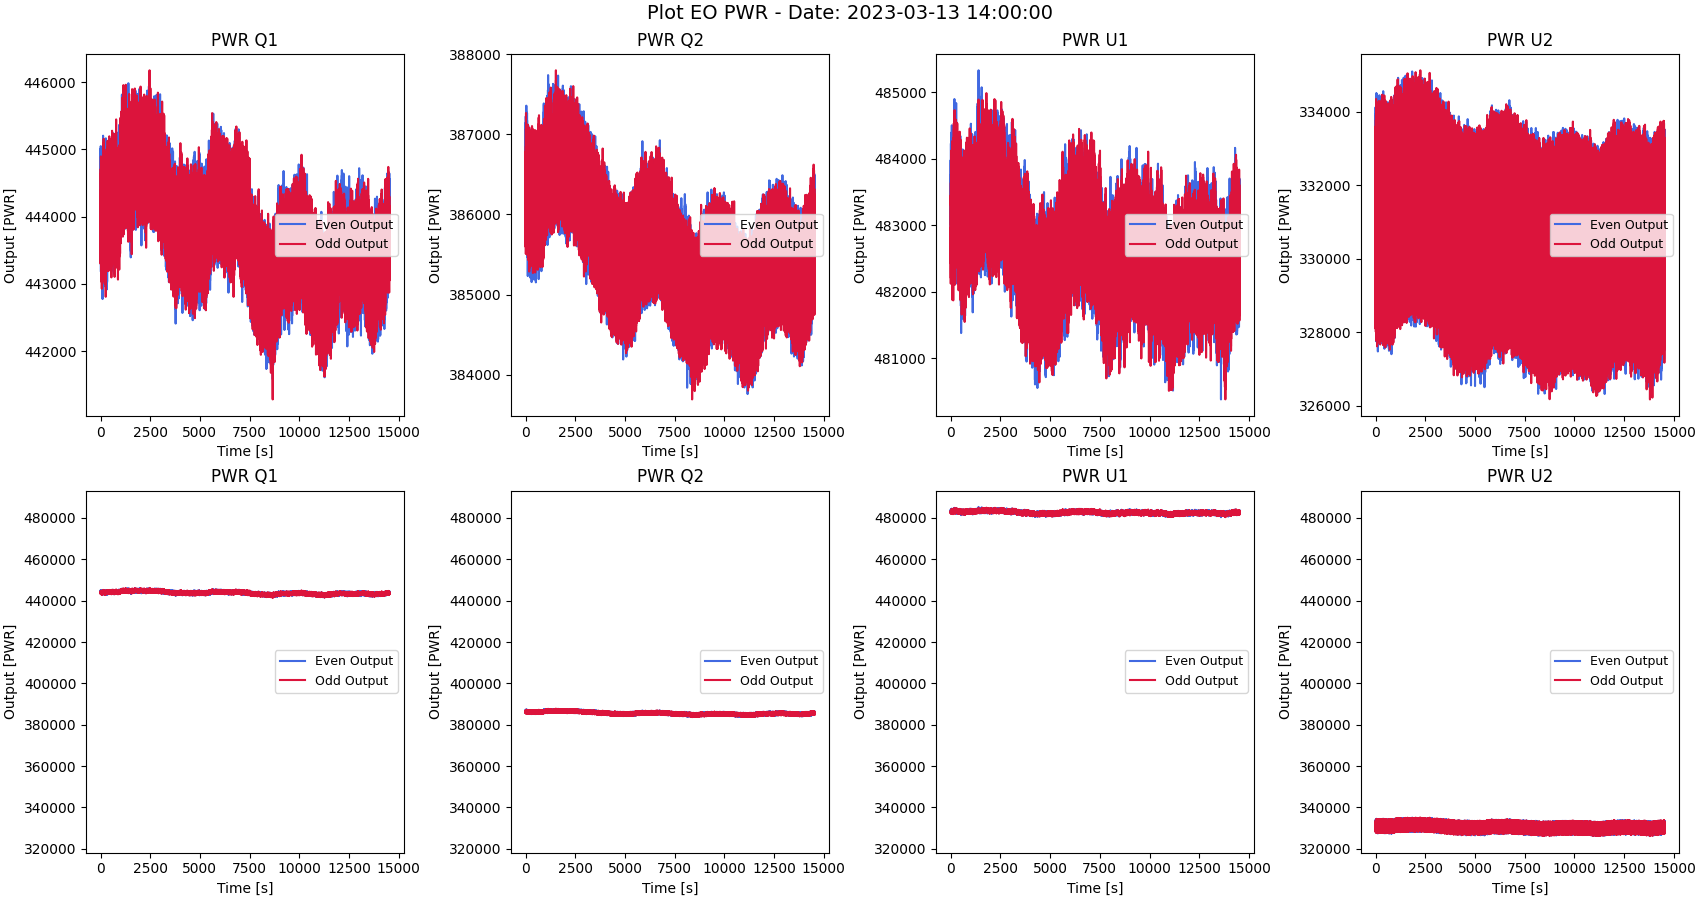 Plot EO PWR - Date: 2023-03-13 14:00:00
PWR Q1
446000
445000
444000
443000
442000
Output [PWR]
0 2500 5000 7500 10000 12500 15000
Time [s]
Even Output
Odd Output
PWR Q2
388000
387000
386000
385000
384000
Output [PWR]
0 2500 5000 7500 10000 12500 15000
Time [s]
Even Output
Odd Output
PWR U1
485000
484000
483000
482000
481000
Output [PWR]
0 2500 5000 7500 10000 12500 15000
Time [s]
Even Output
Odd Output
PWR U2
334000
332000
330000
328000
326000
Output [PWR]
0 2500 5000 7500 10000 12500 15000
Time [s]
Even Output
Odd Output
PWR Q1
480000
460000
440000
420000
400000
380000
360000
340000
320000
Output [PWR]
0 2500 5000 7500 10000 12500 15000
Time [s]
Even Output
Odd Output
PWR Q2
480000
460000
440000
420000
400000
380000
360000
340000
320000
Output [PWR]
0 2500 5000 7500 10000 12500 15000
Time [s]
Even Output
Odd Output
PWR U1
480000
460000
440000
420000
400000
380000
360000
340000
320000
Output [PWR]
0 2500 5000 7500 10000 12500 15000
Time [s]
Even Output
Odd Output
PWR U2
480000
460000
440000
420000
400000
380000
360000
340000
320000
Output [PWR]
0 2500 5000 7500 10000 12500 15000
Time [s]
Even Output
Odd Output